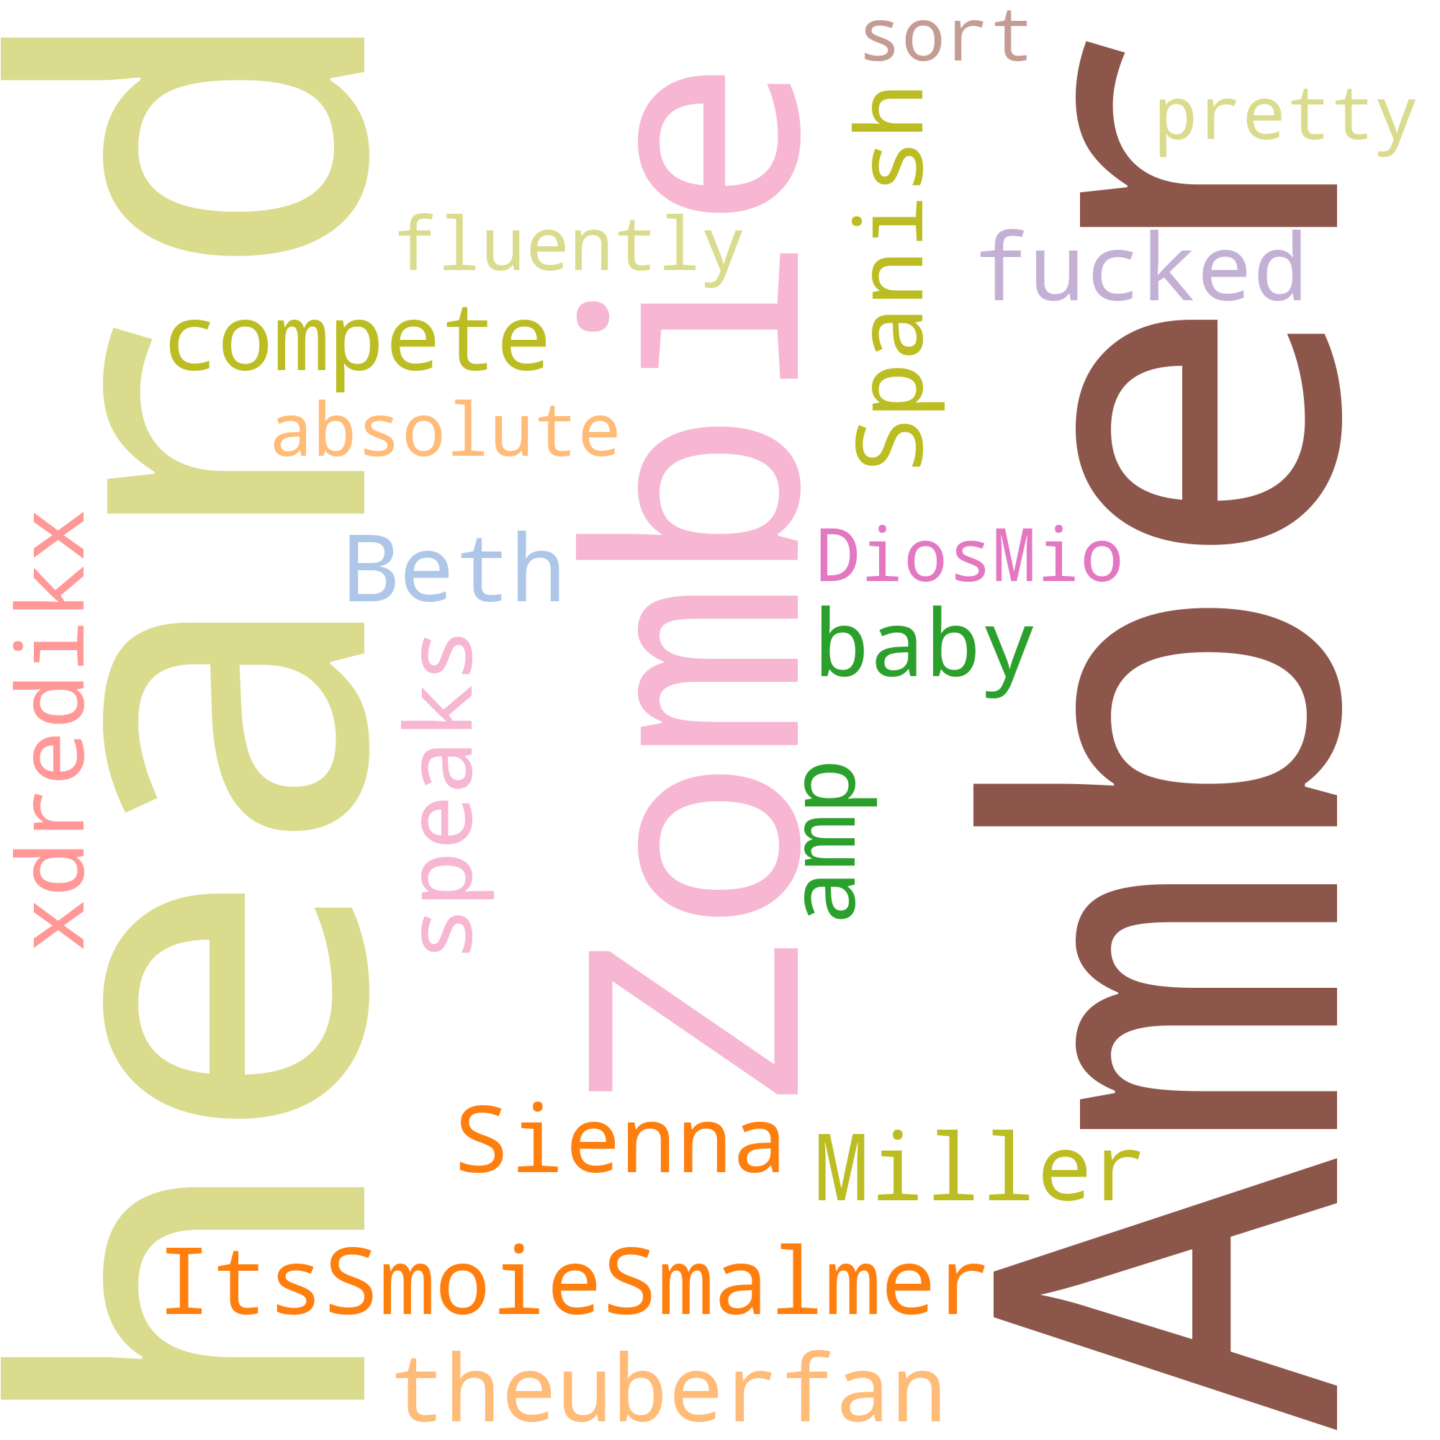 heard
zombie
Amber
sort
pretty
Spanish
fluently
fucked
compete
absolute
xdredikx
Beth
DiosMio
baby
speaks
amp
Sienna
Miller
ItsSmoieSmalmer
theuberfan